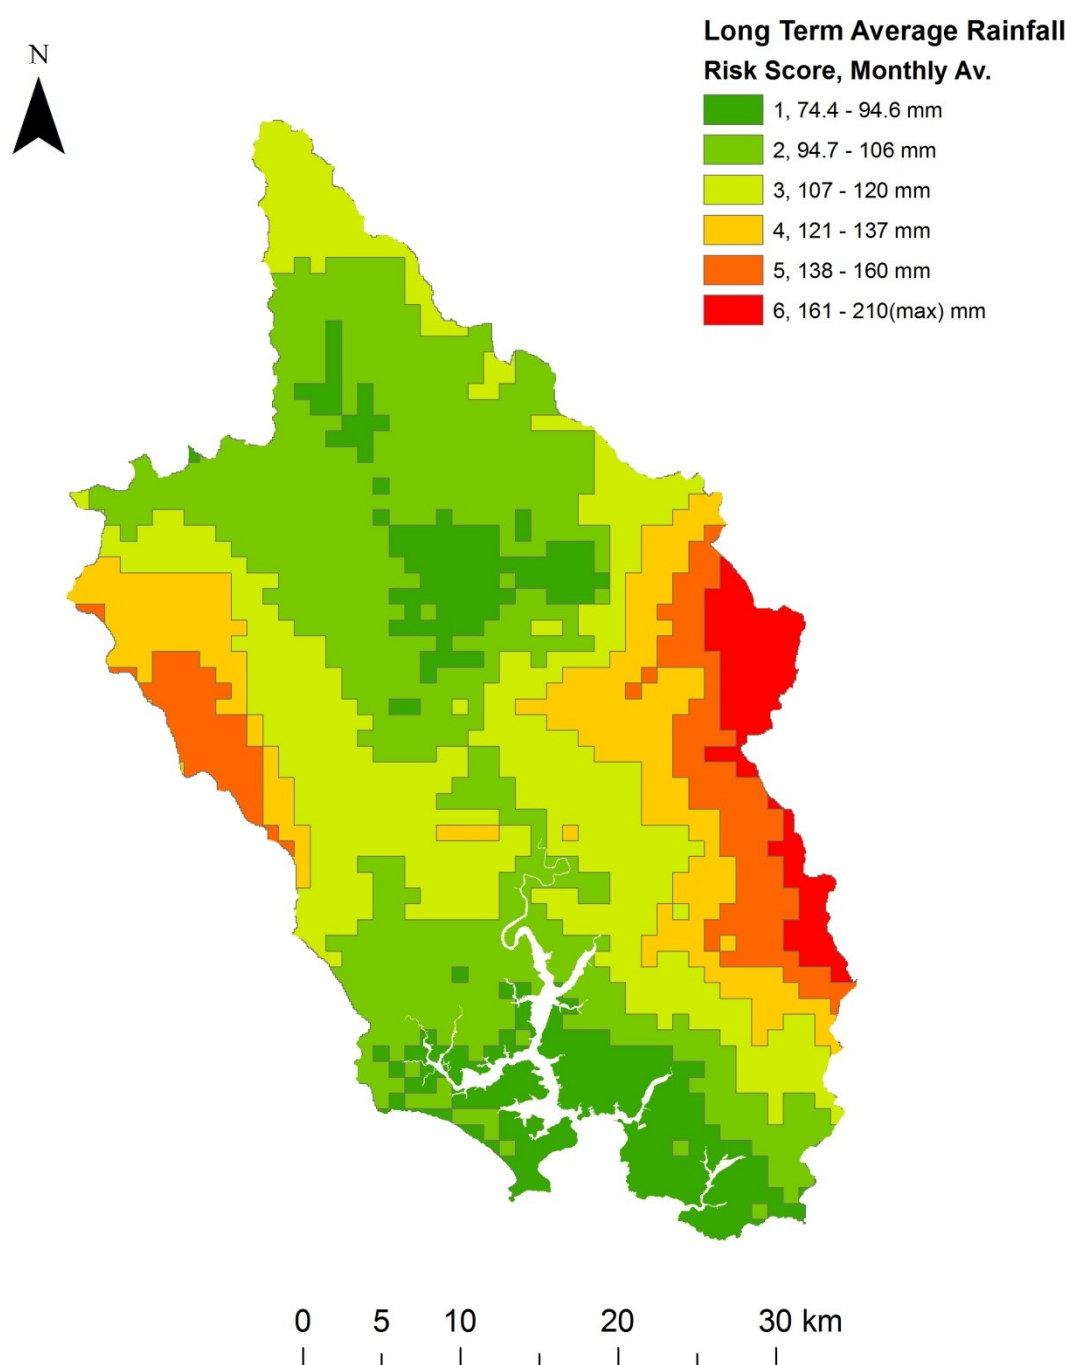 Long Term Average Rainfall
Risk Score, Monthly Av.
N
1, 74.4 - 94.6 mm
2, 94.7 - 106 mm
3, 107 - 120 mm
4, 121 - 137 mm
5, 138 - 160 mm
6, 161 - 210(max) mm
0 5 10 20 30 km